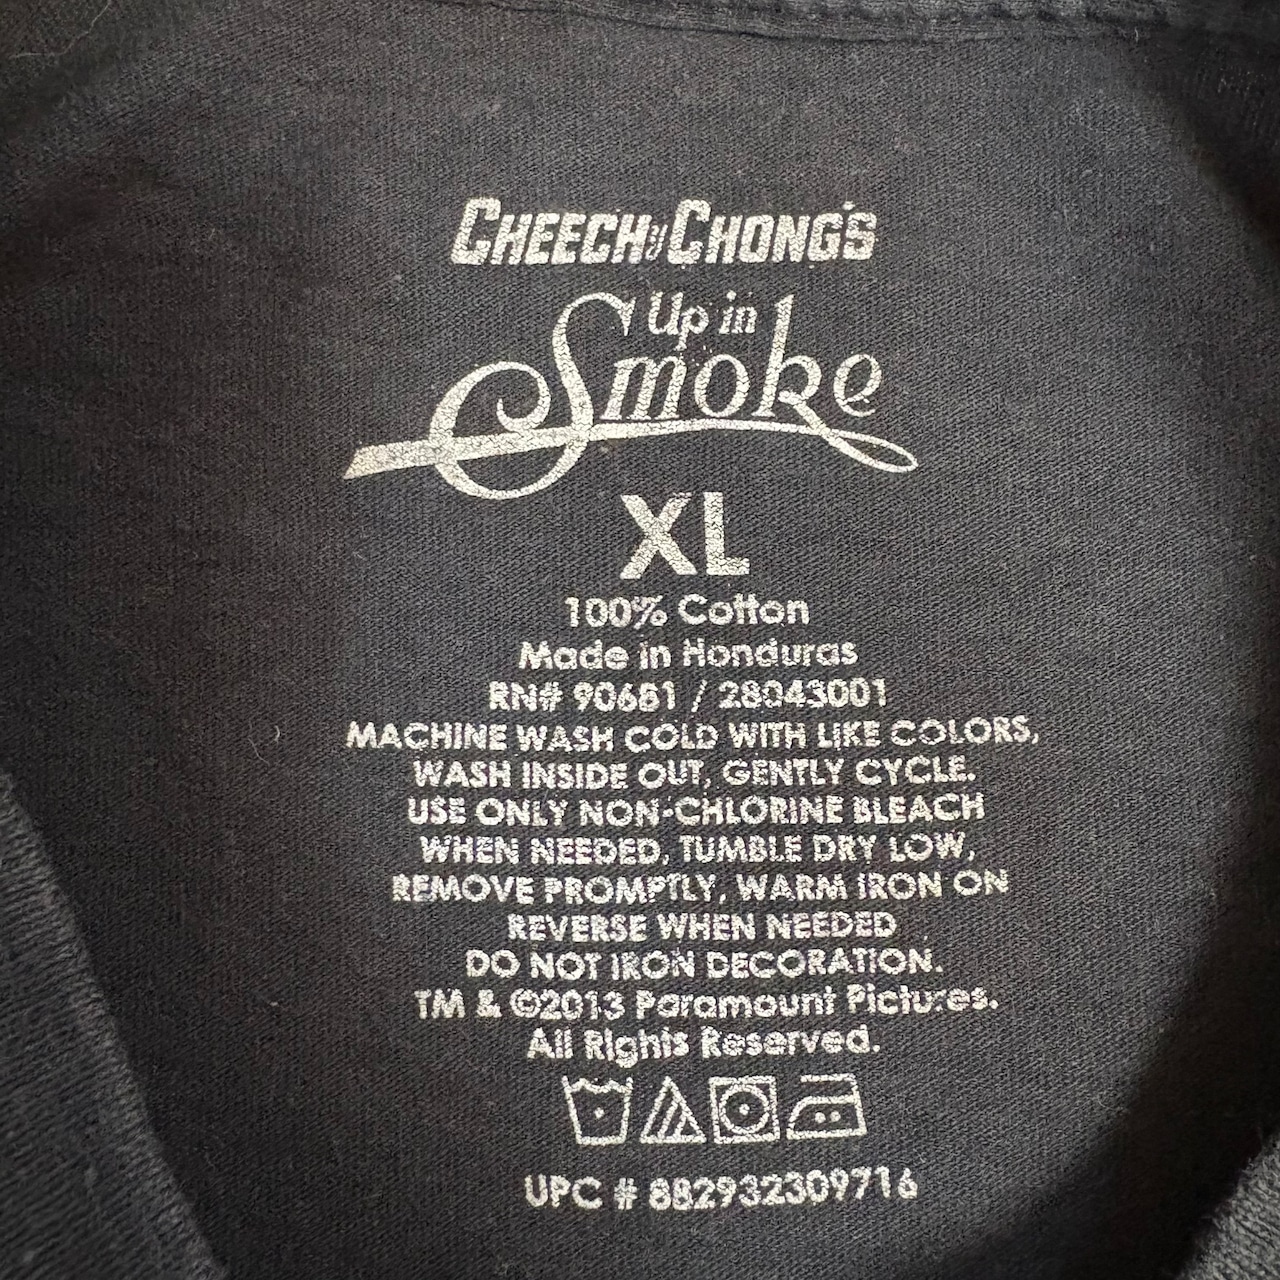 CHEECH y CHONG'S
Up in
Smoke
XL
100% Cotton
Made in Honduras
RN# 90681 / 28043001
MACHINE WASH COLD WITH LIKE COLORS,
WASH INSIDE OUT, GENTLY CYCLE.
USE ONLY NON-CHLORINE BLEACH
WHEN NEEDED, TUMBLE DRY LOW,
REMOVE PROMPTLY, WARM IRON ON
REVERSE WHEN NEEDED
DO NOT IRON DECORATION.
TM & ©2013 Paramount Pictures.
All Rights Reserved.
UPC # 882932309716